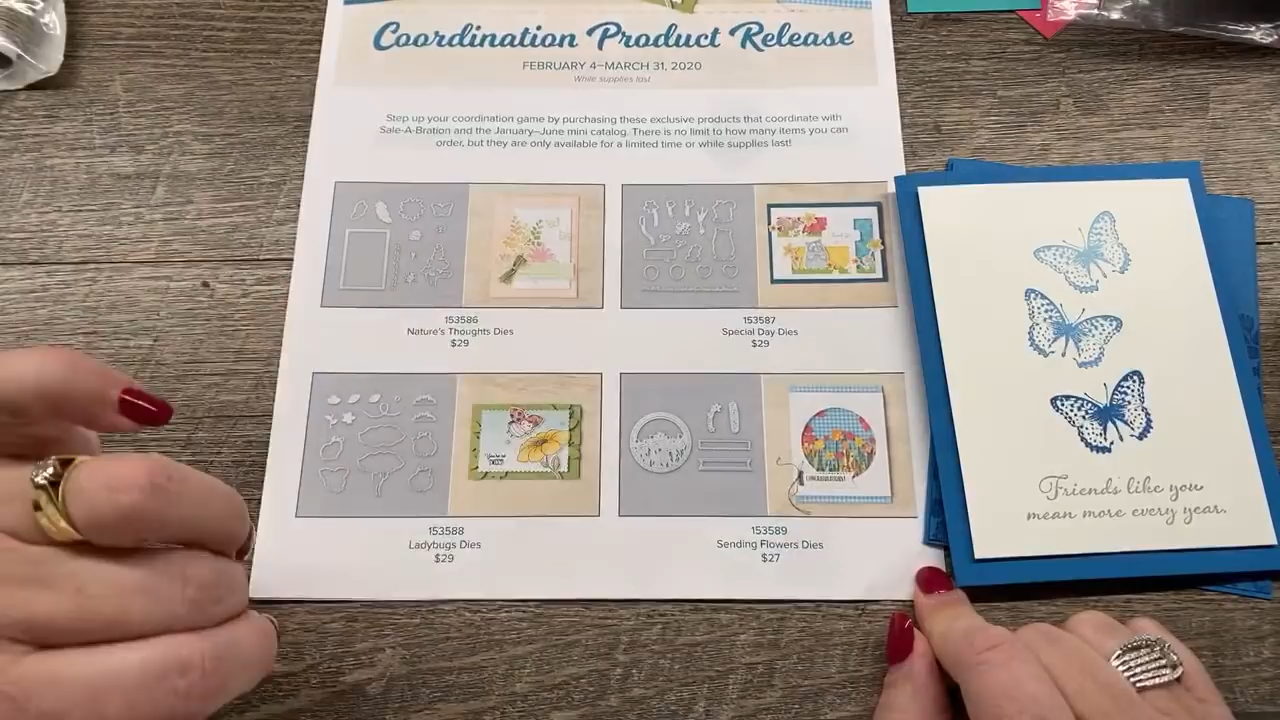 Coordination Product Release
FEBRUARY 4–MARCH 31, 2020
While supplies last
Step up your coordination game by purchasing these exclusive products that coordinate with
Sale-A-Bration and the January–June mini catalog. There is no limit to how many items you can
order, but they are only available for a limited time or while supplies last!
153586
Nature's Thoughts Dies
$29
153587
Special Day Dies
$29
CONGRATULATIONS!
153588
Ladybugs Dies
$29
153589
Sending Flowers Dies
$27
Friends like you
mean more every year.